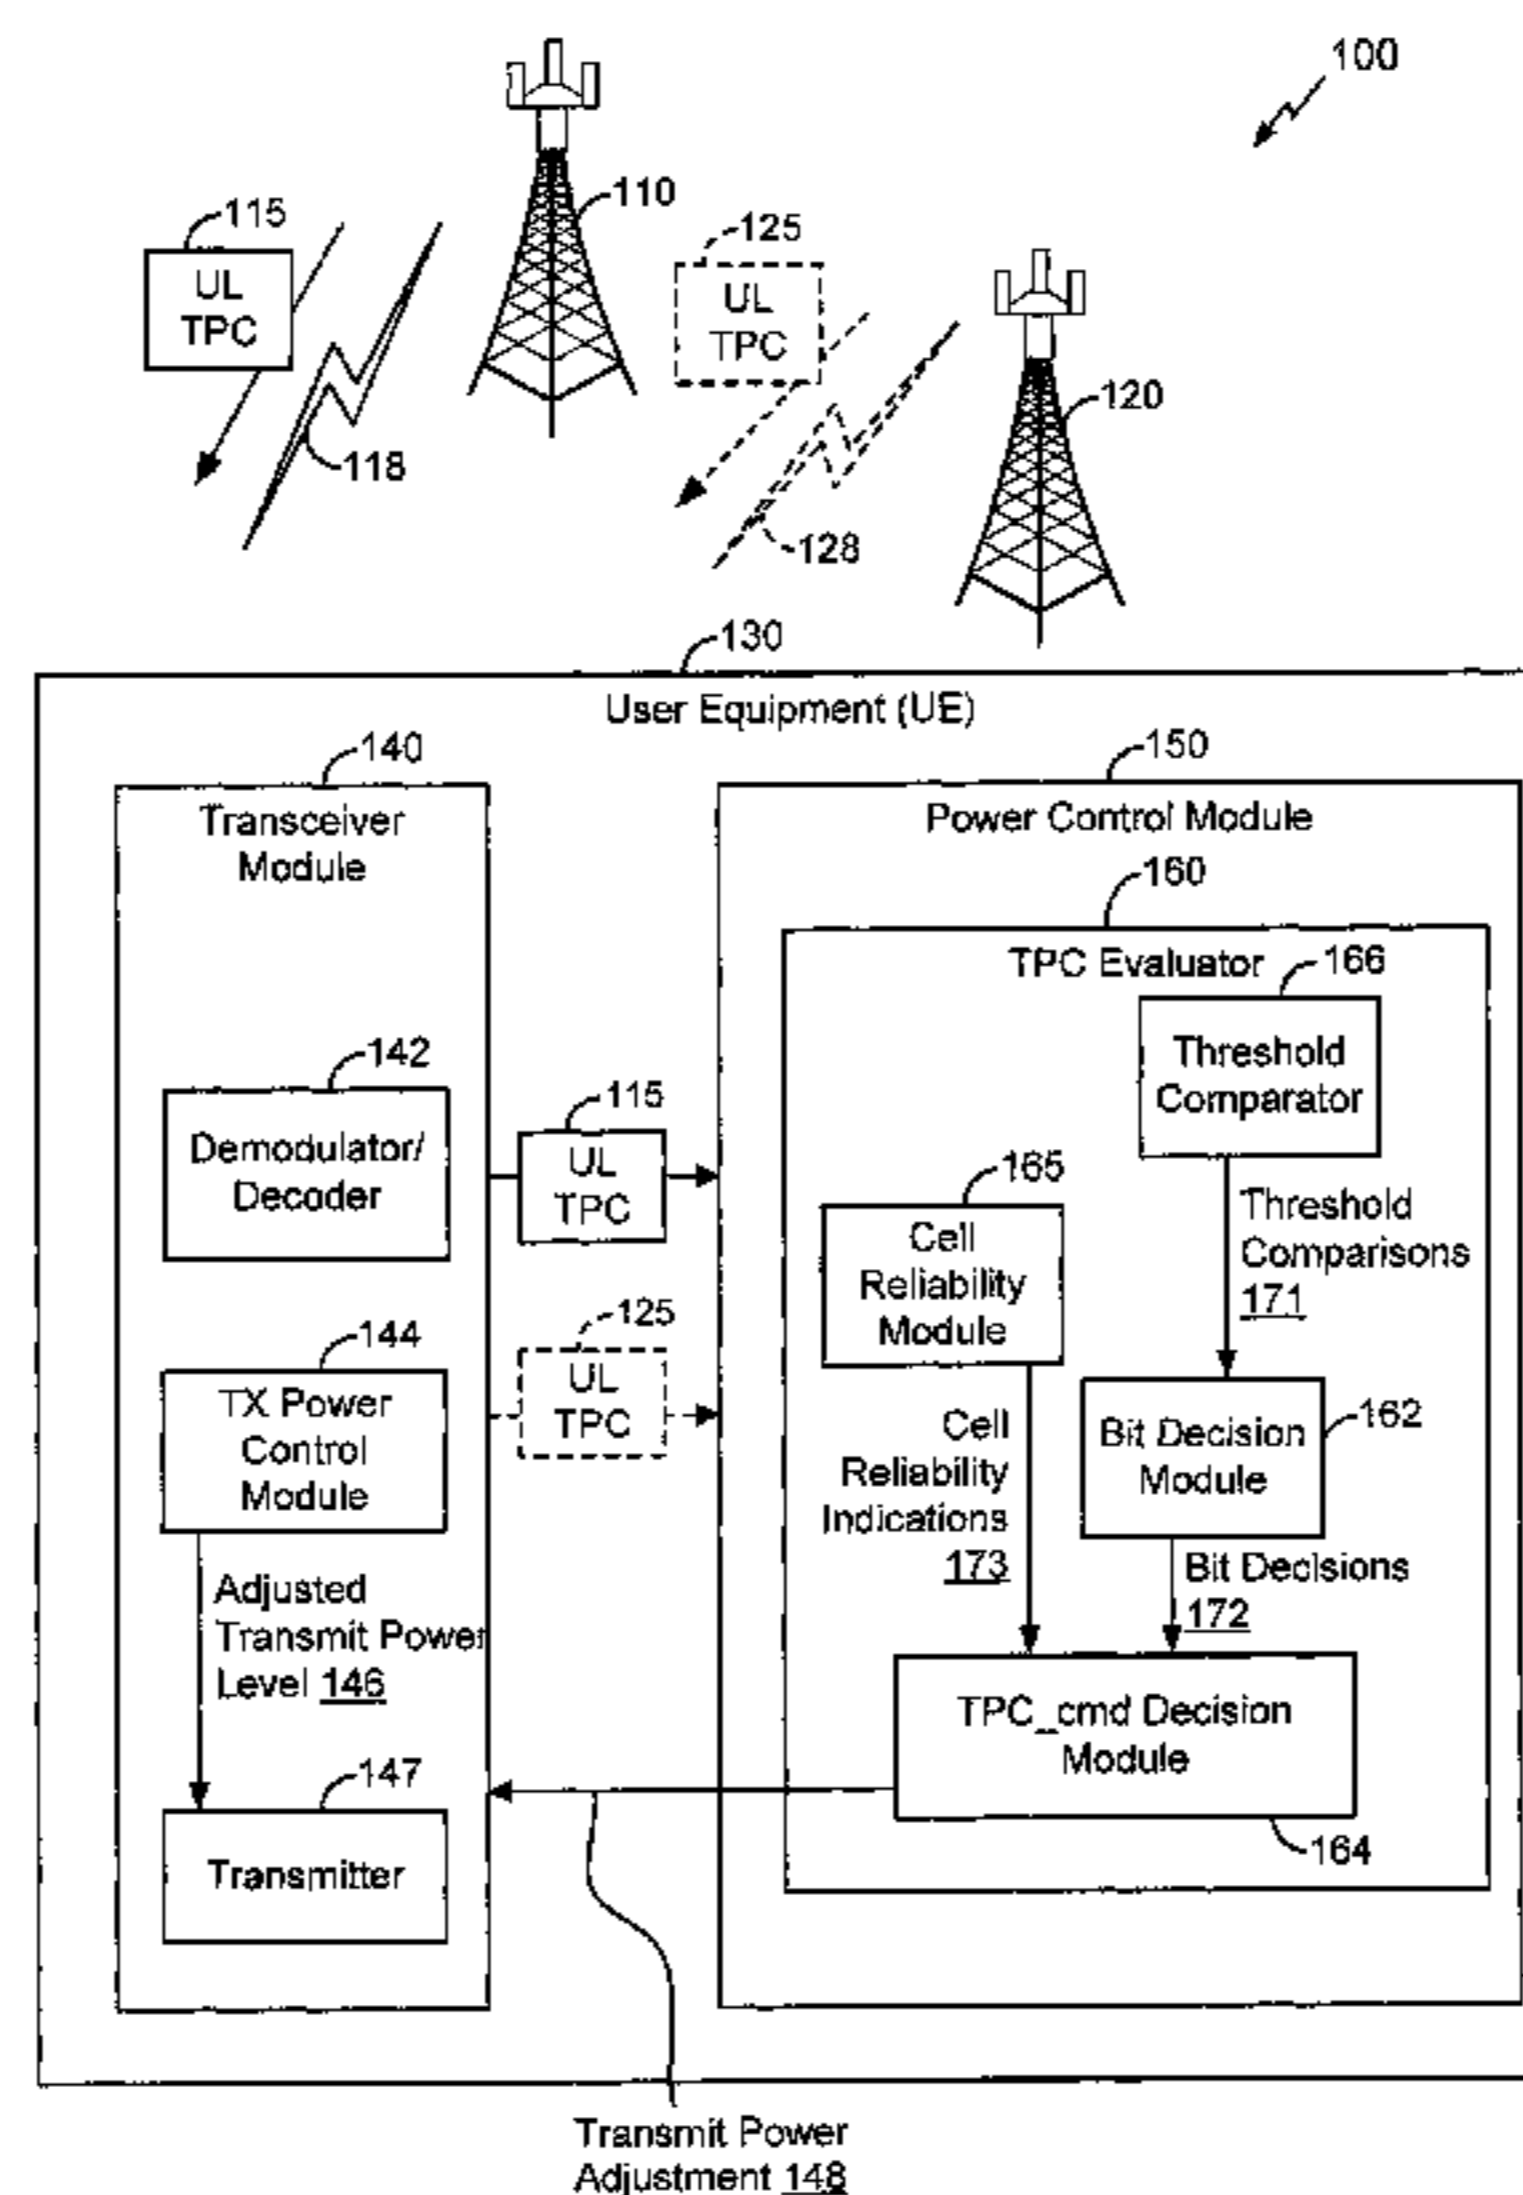 100
110
115
UL
TPC
125
UL
TPC
120
118
128
130
User Equipment (UE)
140
Transceiver
Module
150
Power Control Module
160
TPC Evaluator
166
Threshold
Comparator
142
Demodulator/
Decoder
115
UL
TPC
165
Cell
Reliability
Module
Threshold
Comparisons
171
144
TX Power
Control
Module
125
UL
TPC
162
Bit Decision
Module
Cell
Reliability
Indications
173
Bit Decisions
172
Adjusted
Transmit Power
Level 146
TPC_cmd Decision
Module
164
147
Transmitter
Transmit Power
Adjustment 148